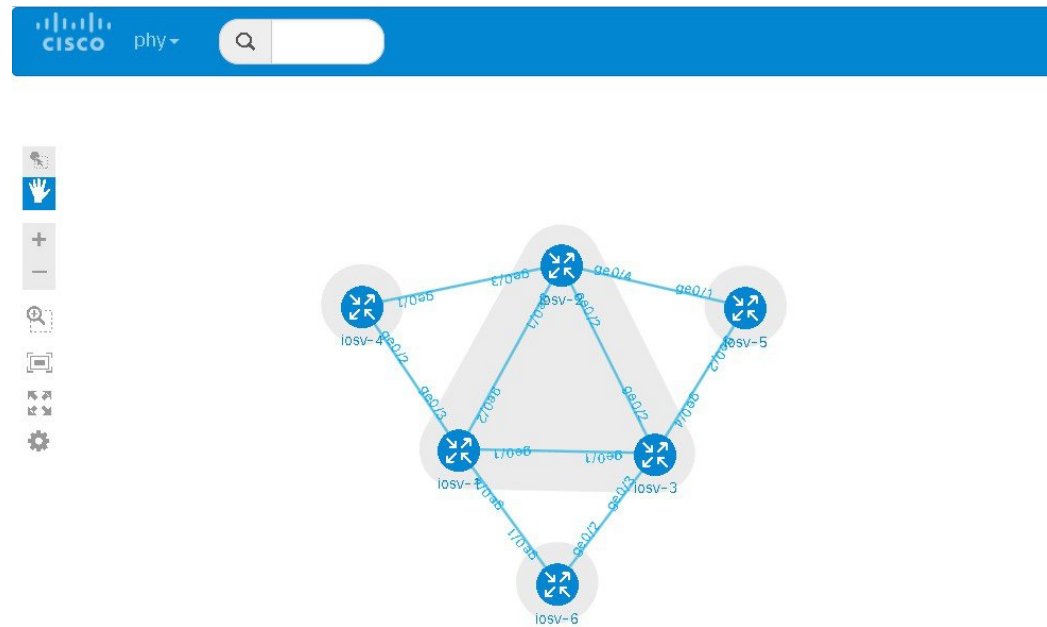 CISCO phy
ge0/3 ge0/4
ge0/1 ge0/1
iosv-4 iosv-2 iosv-5
ge0/1 ge0/2
ge0/2 ge0/2
ge0/3 ge0/2 ge0/2 ge0/4
ge0/1 ge0/1
iosv-1 iosv-3
ge0/3
ge0/1 ge0/2
iosv-6